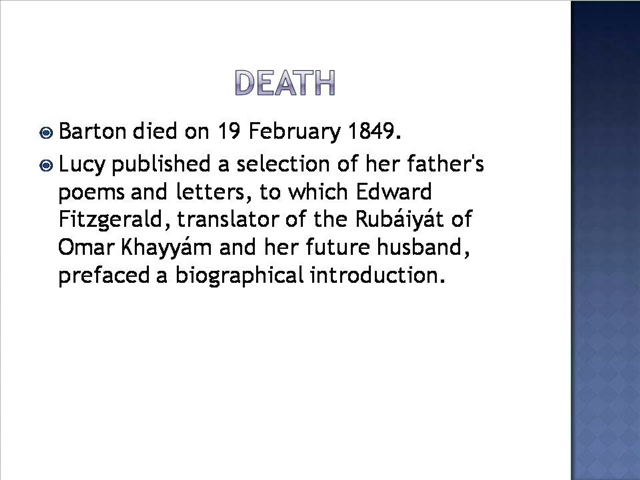 DEATH
Barton died on 19 February 1849.
Lucy published a selection of her father's
poems and letters, to which Edward
Fitzgerald, translator of the Rubáiyát of
Omar Khayyám and her future husband,
prefaced a biographical introduction.